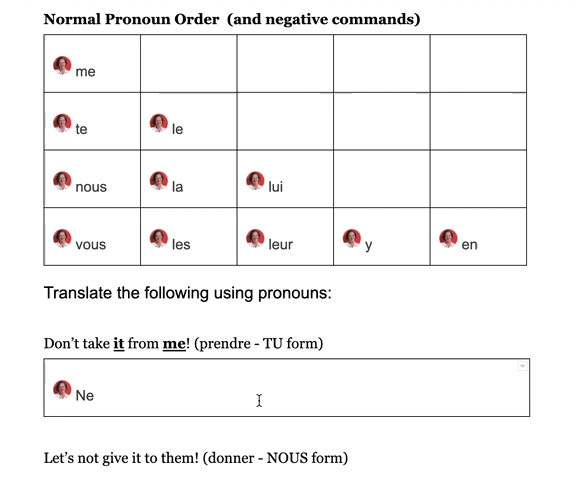 Normal Pronoun Order (and negative commands)
me
te le
nous la lui
vous les leur y en
Translate the following using pronouns:
Don't take it from me! (prendre - TU form)
Ne
Let's not give it to them! (donner - NOUS form)